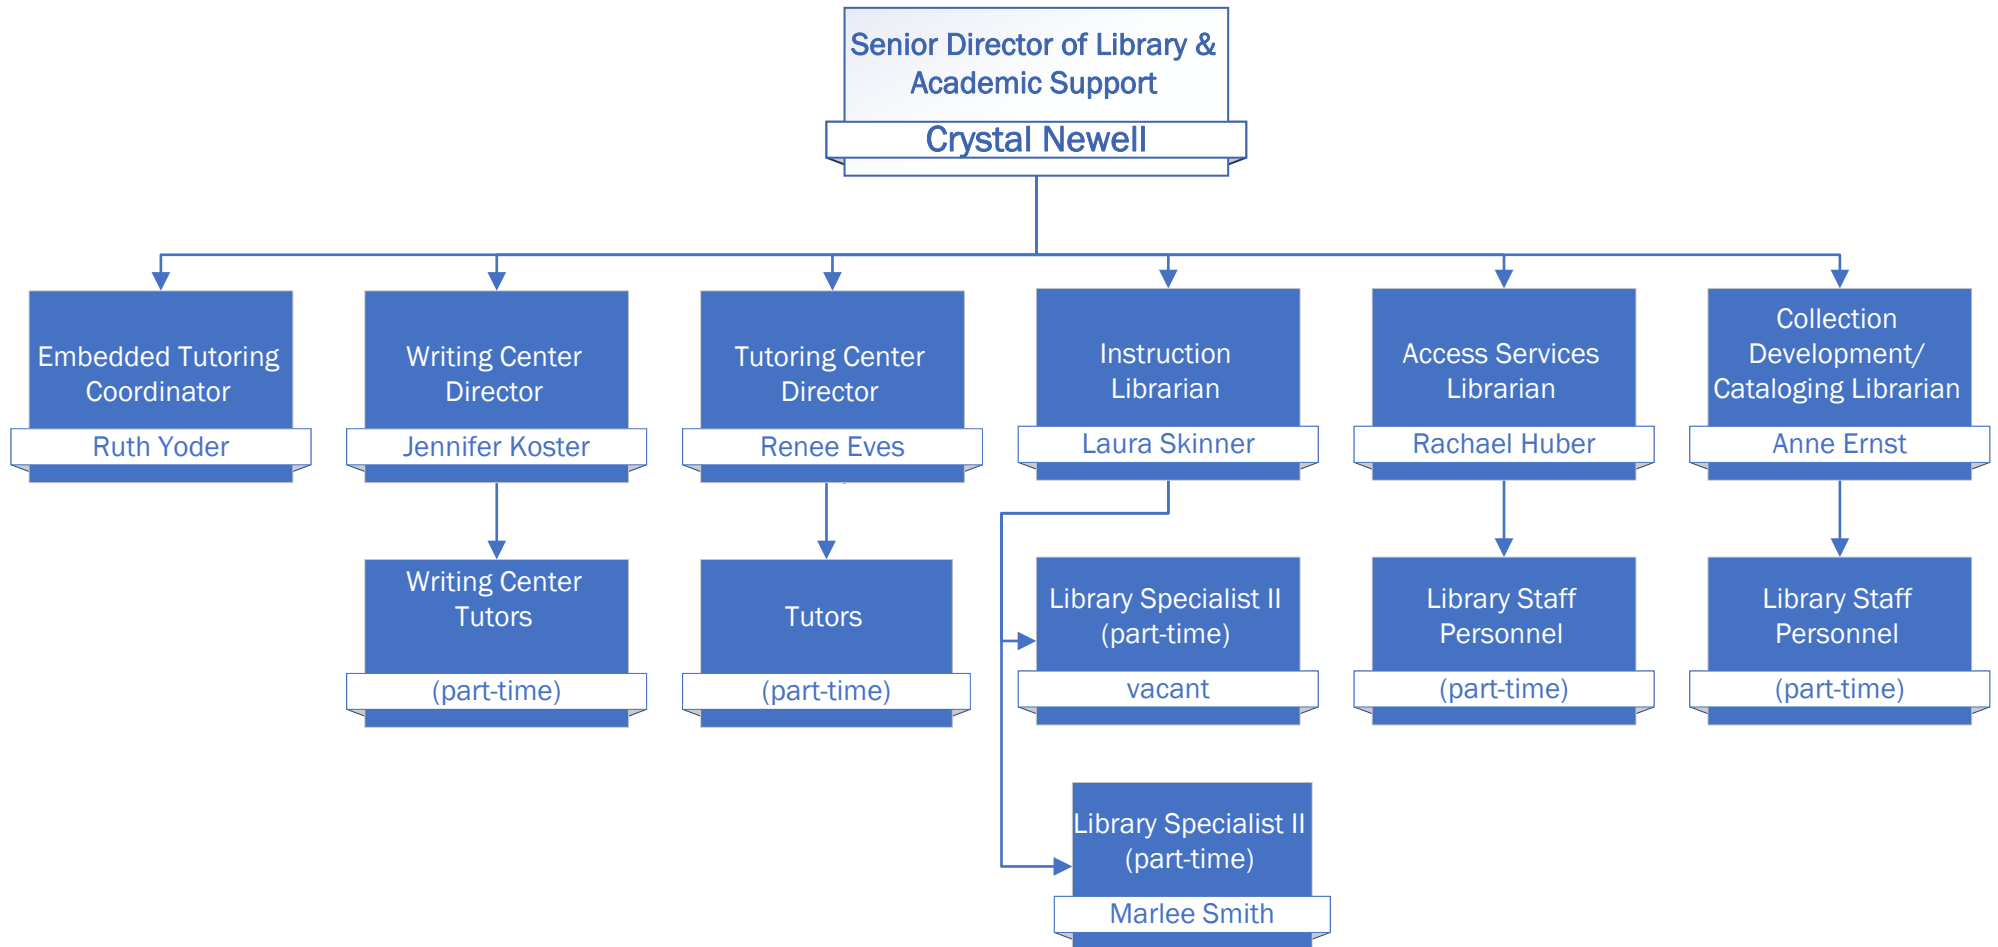 Senior Director of Library &
Academic Support
Crystal Newell
Embedded Tutoring
Coordinator
Ruth Yoder
Writing Center
Director
Jennifer Koster
Tutoring Center
Director
Renee Eves
Instruction
Librarian
Laura Skinner
Access Services
Librarian
Rachael Huber
Collection
Development/
Cataloging Librarian
Anne Ernst
Writing Center
Tutors
(part-time)
Tutors
(part-time)
Library Specialist II
(part-time)
vacant
Library Staff
Personnel
(part-time)
Library Staff
Personnel
(part-time)
Library Specialist II
(part-time)
Marlee Smith